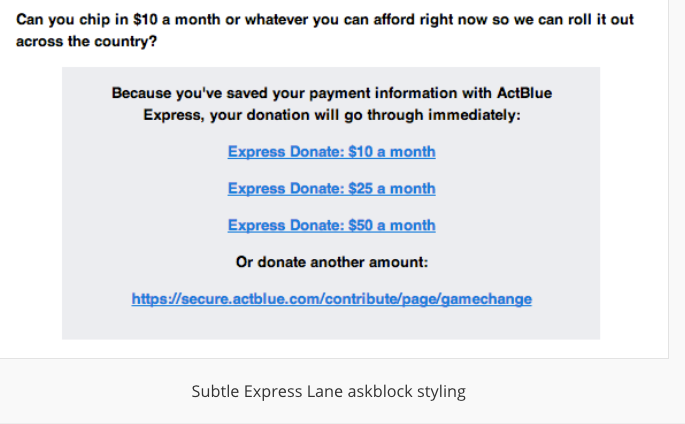 Can you chip in $10 a month or whatever you can afford right now so we can roll it out
across the country?
Because you've saved your payment information with ActBlue
Express, your donation will go through immediately:
Express Donate: $10 a month
Express Donate: $25 a month
Express Donate: $50 a month
Or donate another amount:
https://secure.actblue.com/contribute/page/gamechange
Subtle Express Lane askblock styling